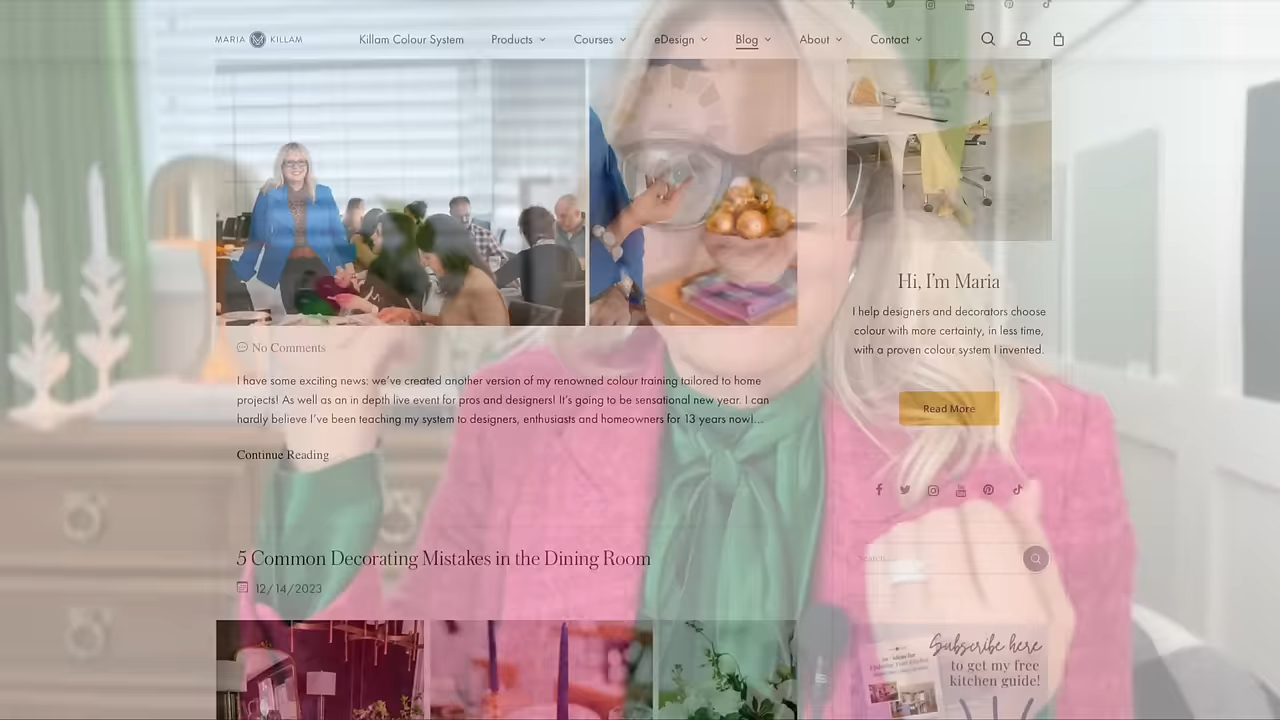 MARIA KILLAM
Killam Colour System
Products
Courses
eDesign
Blog
About
Contact
No Comments
I have some exciting news: we've created another version of my renowned colour training tailored to home
projects! As well as an in depth live event for pros and designers! It's going to be sensational new year. I can
hardly believe I've been teaching my system to designers, enthusiasts and homeowners for 13 years now!...
Continue Reading
5 Common Decorating Mistakes in the Dining Room
12/14/2023
Hi, I'm Maria
I help designers and decorators choose
colour with more certainty, in less time,
with a proven colour system I invented.
Read More
Search...
Subscribe here
to get my free
kitchen guide!